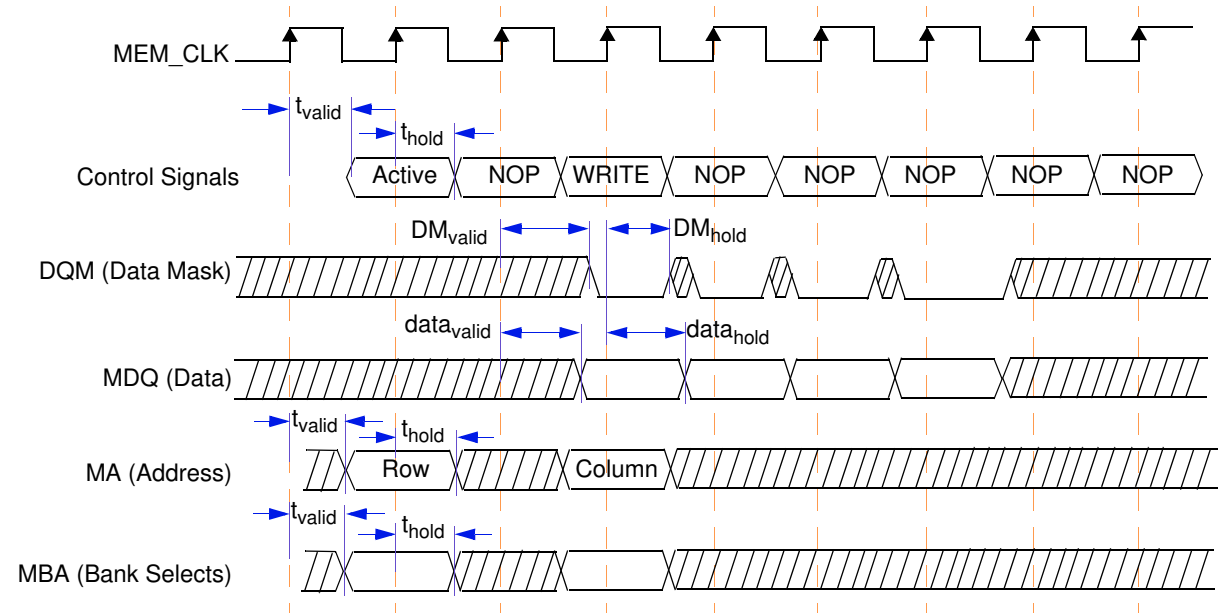 MEM_CLK
tvalid
thold
Control Signals Active NOP WRITE NOP NOP NOP NOP NOP
DMvalid DMhold
DQM (Data Mask)
datavalid datahold
MDQ (Data)
tvalid thold
MA (Address) Row Column
tvalid thold
MBA (Bank Selects)